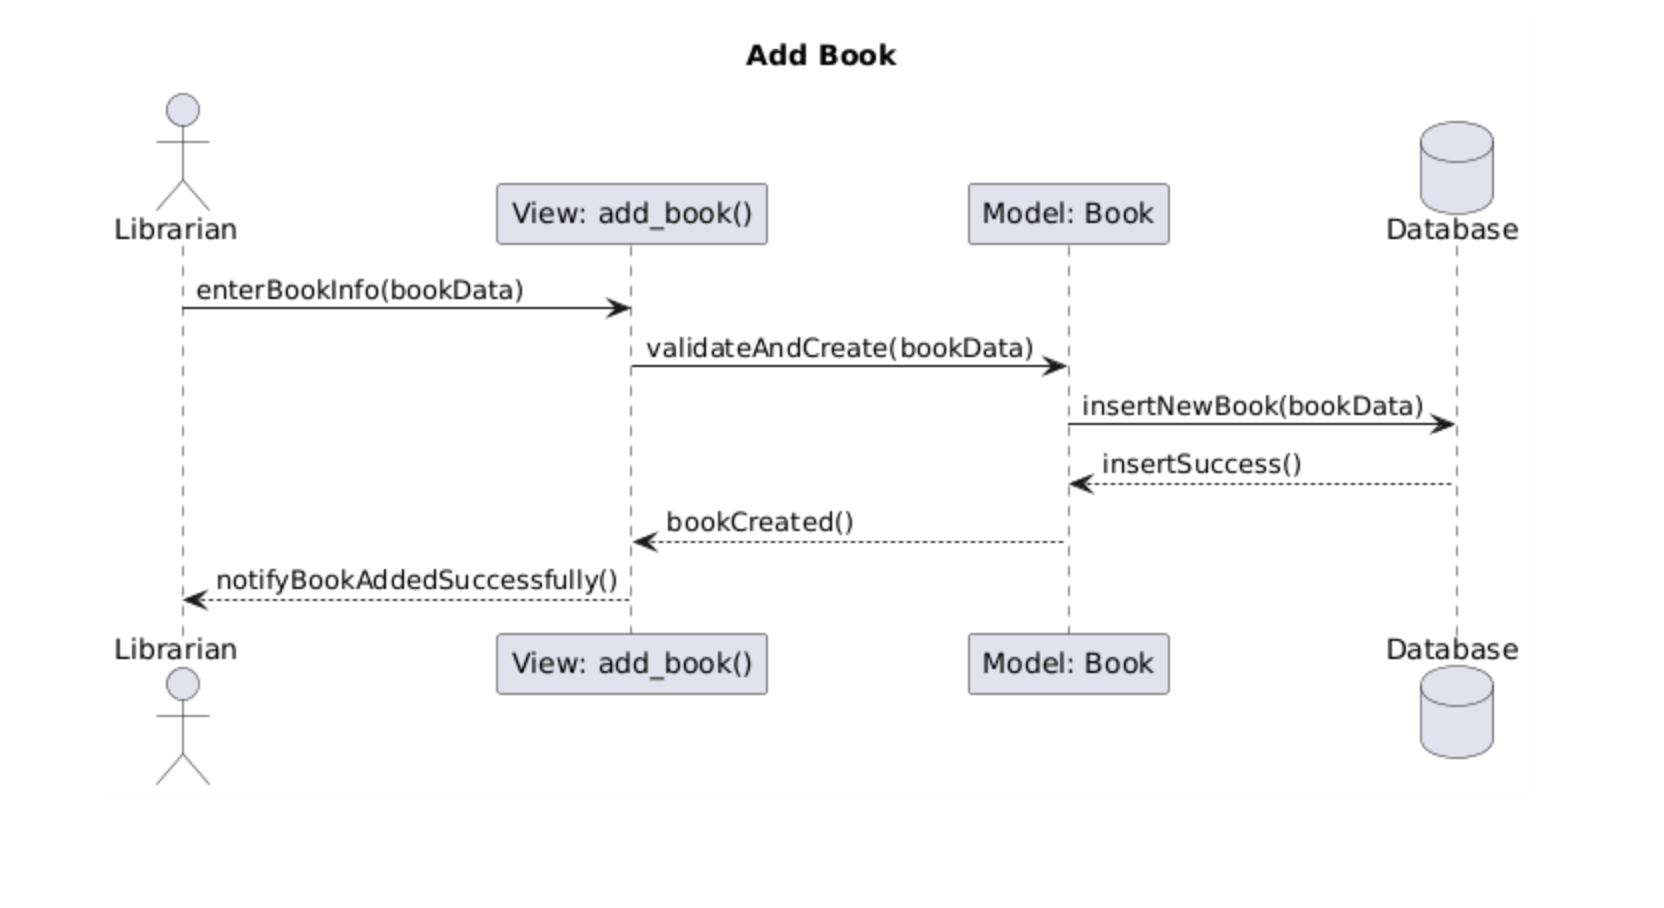 Add Book
Librarian
View: add_book()
Model: Book
Database
enterBookInfo(bookData)
validateAndCreate(bookData)
insertNewBook(bookData)
insertSuccess()
bookCreated()
notifyBookAddedSuccessfully()
Librarian
View: add_book()
Model: Book
Database